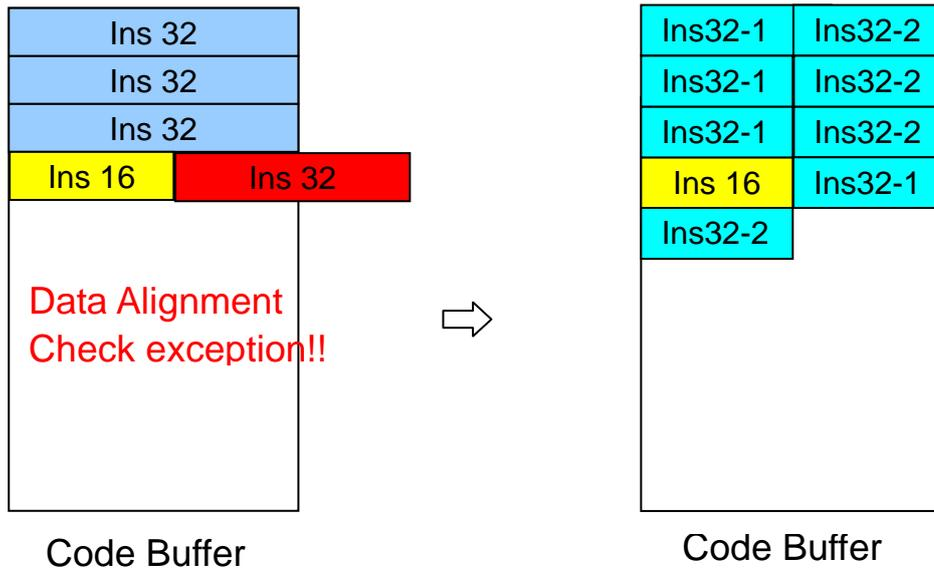 Ins 32
Ins 32
Ins 32
Ins 16 Ins 32
Data Alignment
Check exception!!
Code Buffer
Ins32-1 Ins32-2
Ins32-1 Ins32-2
Ins32-1 Ins32-2
Ins 16 Ins32-1
Ins32-2
Code Buffer